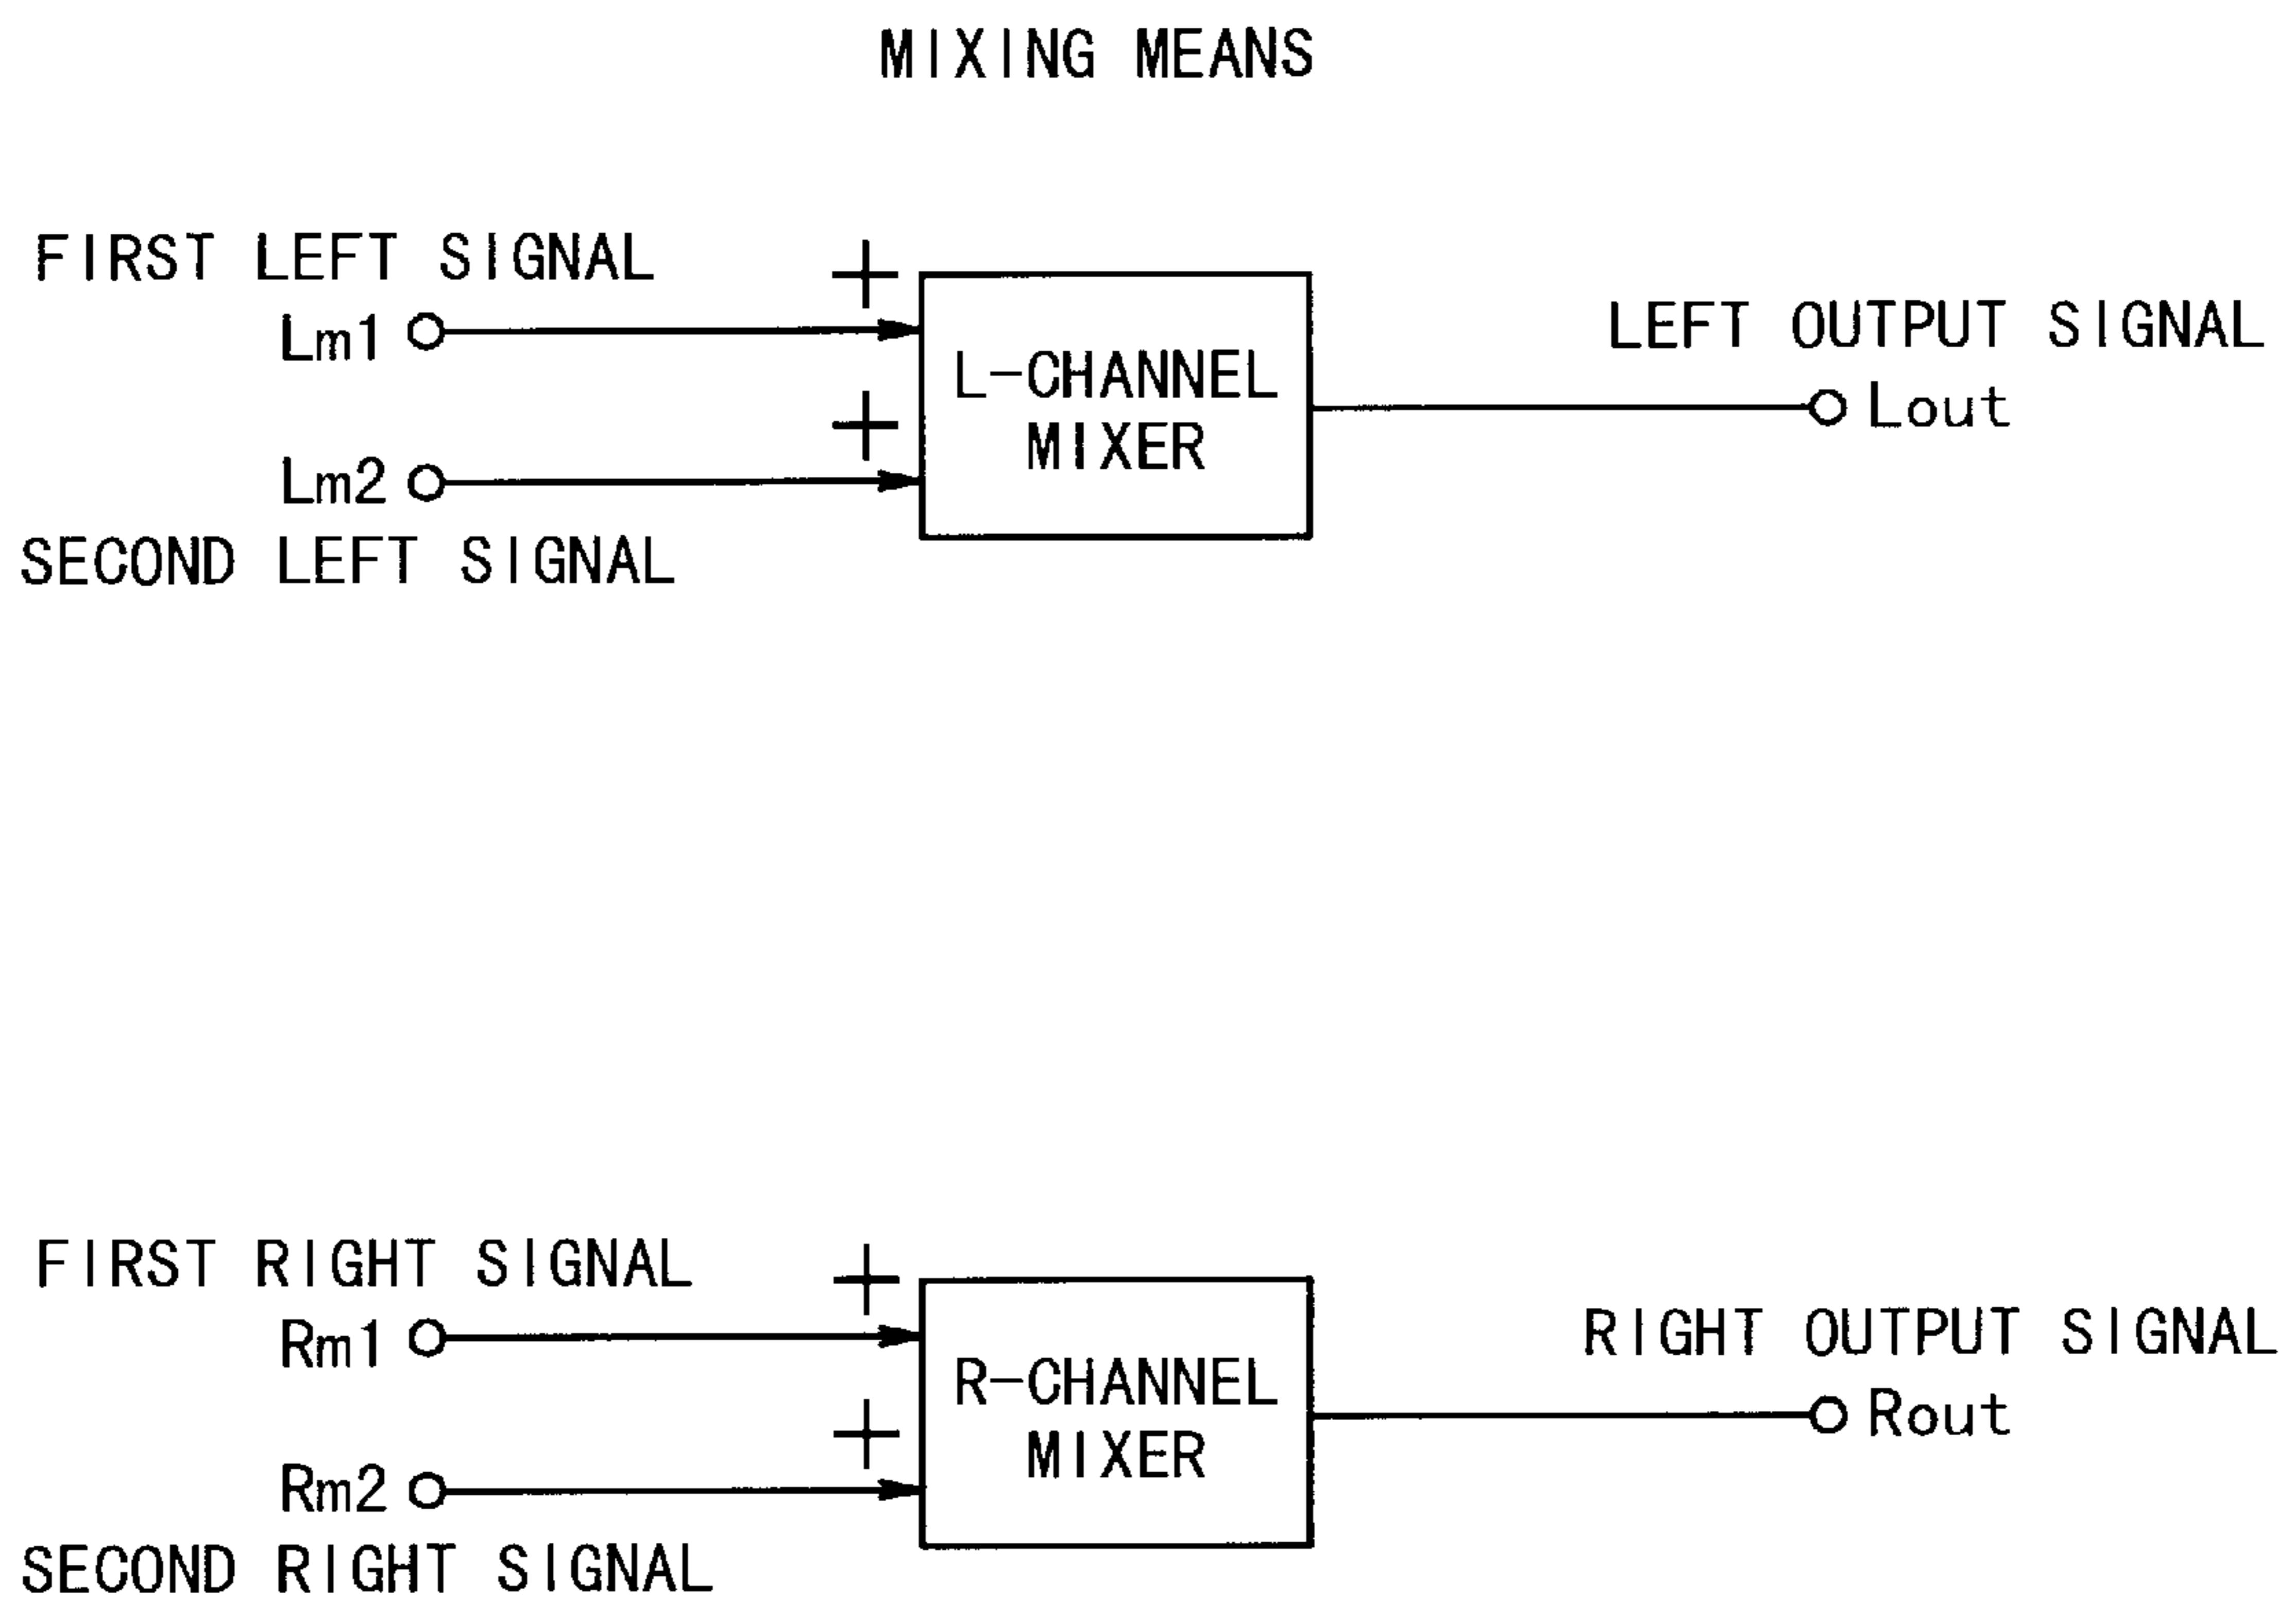 MIXING MEANS
FIRST LEFT SIGNAL
Lm1
+
+
Lm2
SECOND LEFT SIGNAL
L-CHANNEL
MIXER
LEFT OUTPUT SIGNAL
Lout
FIRST RIGHT SIGNAL
Rm1
+
+
Rm2
SECOND RIGHT SIGNAL
R-CHANNEL
MIXER
RIGHT OUTPUT SIGNAL
Rout